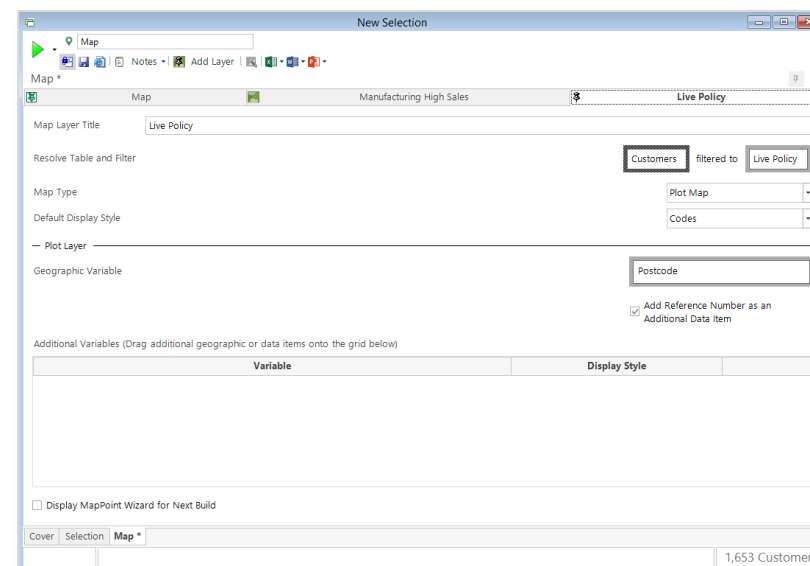 New Selection
Map
Notes Add Layer
Map *
Map Manufacturing High Sales Live Policy
Map Layer Title Live Policy
Resolve Table and Filter Customers filtered to Live Policy
Map Type Plot Map
Default Display Style Codes
Plot Layer
Geographic Variable Postcode
Add Reference Number as an
Additional Data Item
Additional Variables (Drag additional geographic or data items onto the grid below)
Variable Display Style
Display MapPoint Wizard for Next Build
Cover Selection Map *
1,653 Customer